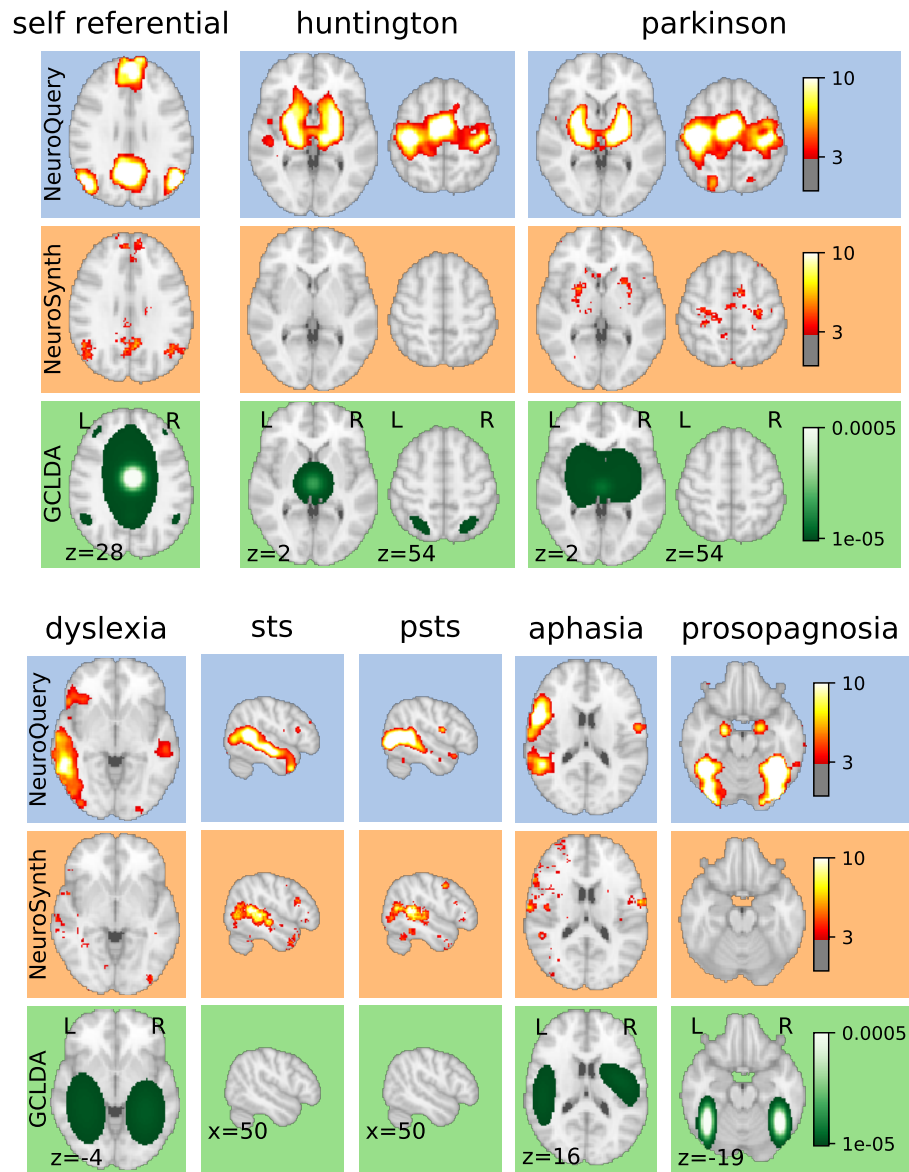 self referential huntington parkinson
NeuroQuery
10
3
NeuroSynth
10
3
GCLDA
L R L R L R L R
0.0005
1e-05
z=28 z=2 z=54 z=2 z=54
dyslexia sts psts aphasia prosopagnosia
NeuroQuery
10
3
NeuroSynth
10
3
GCLDA
L R L R L R
0.0005
1e-05
z=-4 x=50 x=50 z=16 z=-19